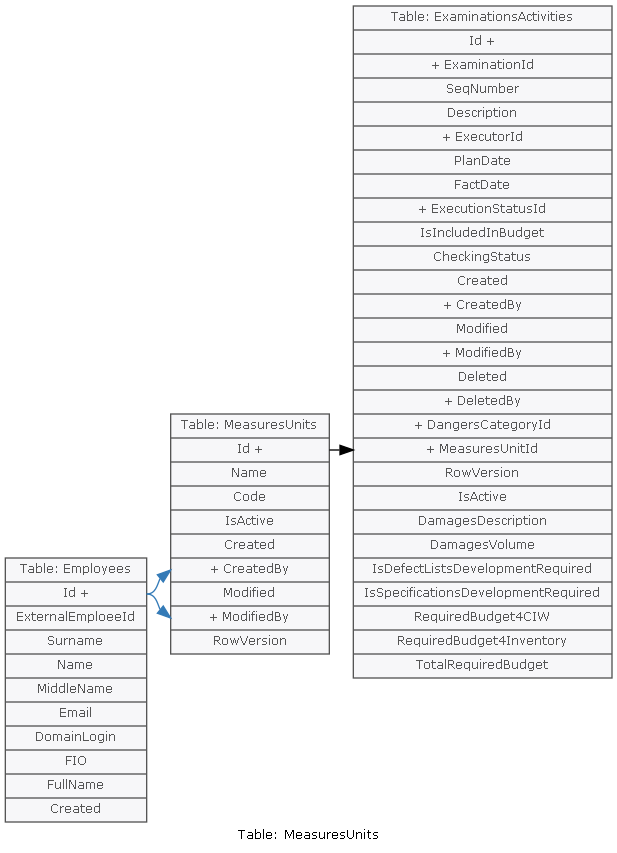 Table: ExaminationsActivities
Id +
+ ExaminationId
SeqNumber
Description
+ ExecutorId
PlanDate
FactDate
+ ExecutionStatusId
IsIncludedInBudget
CheckingStatus
Created
+ CreatedBy
Modified
+ ModifiedBy
Deleted
+ DeletedBy
+ DangersCategoryId
+ MeasuresUnitId
RowVersion
IsActive
DamagesDescription
DamagesVolume
IsDefectListsDevelopmentRequired
IsSpecificationsDevelopmentRequired
RequiredBudget4CIW
RequiredBudget4Inventory
TotalRequiredBudget
Table: MeasuresUnits
Id +
Name
Code
IsActive
Created
+ CreatedBy
Modified
+ ModifiedBy
RowVersion
Table: Employees
Id +
ExternalEmploeeId
Surname
Name
MiddleName
Email
DomainLogin
FIO
FullName
Created
Table: MeasuresUnits